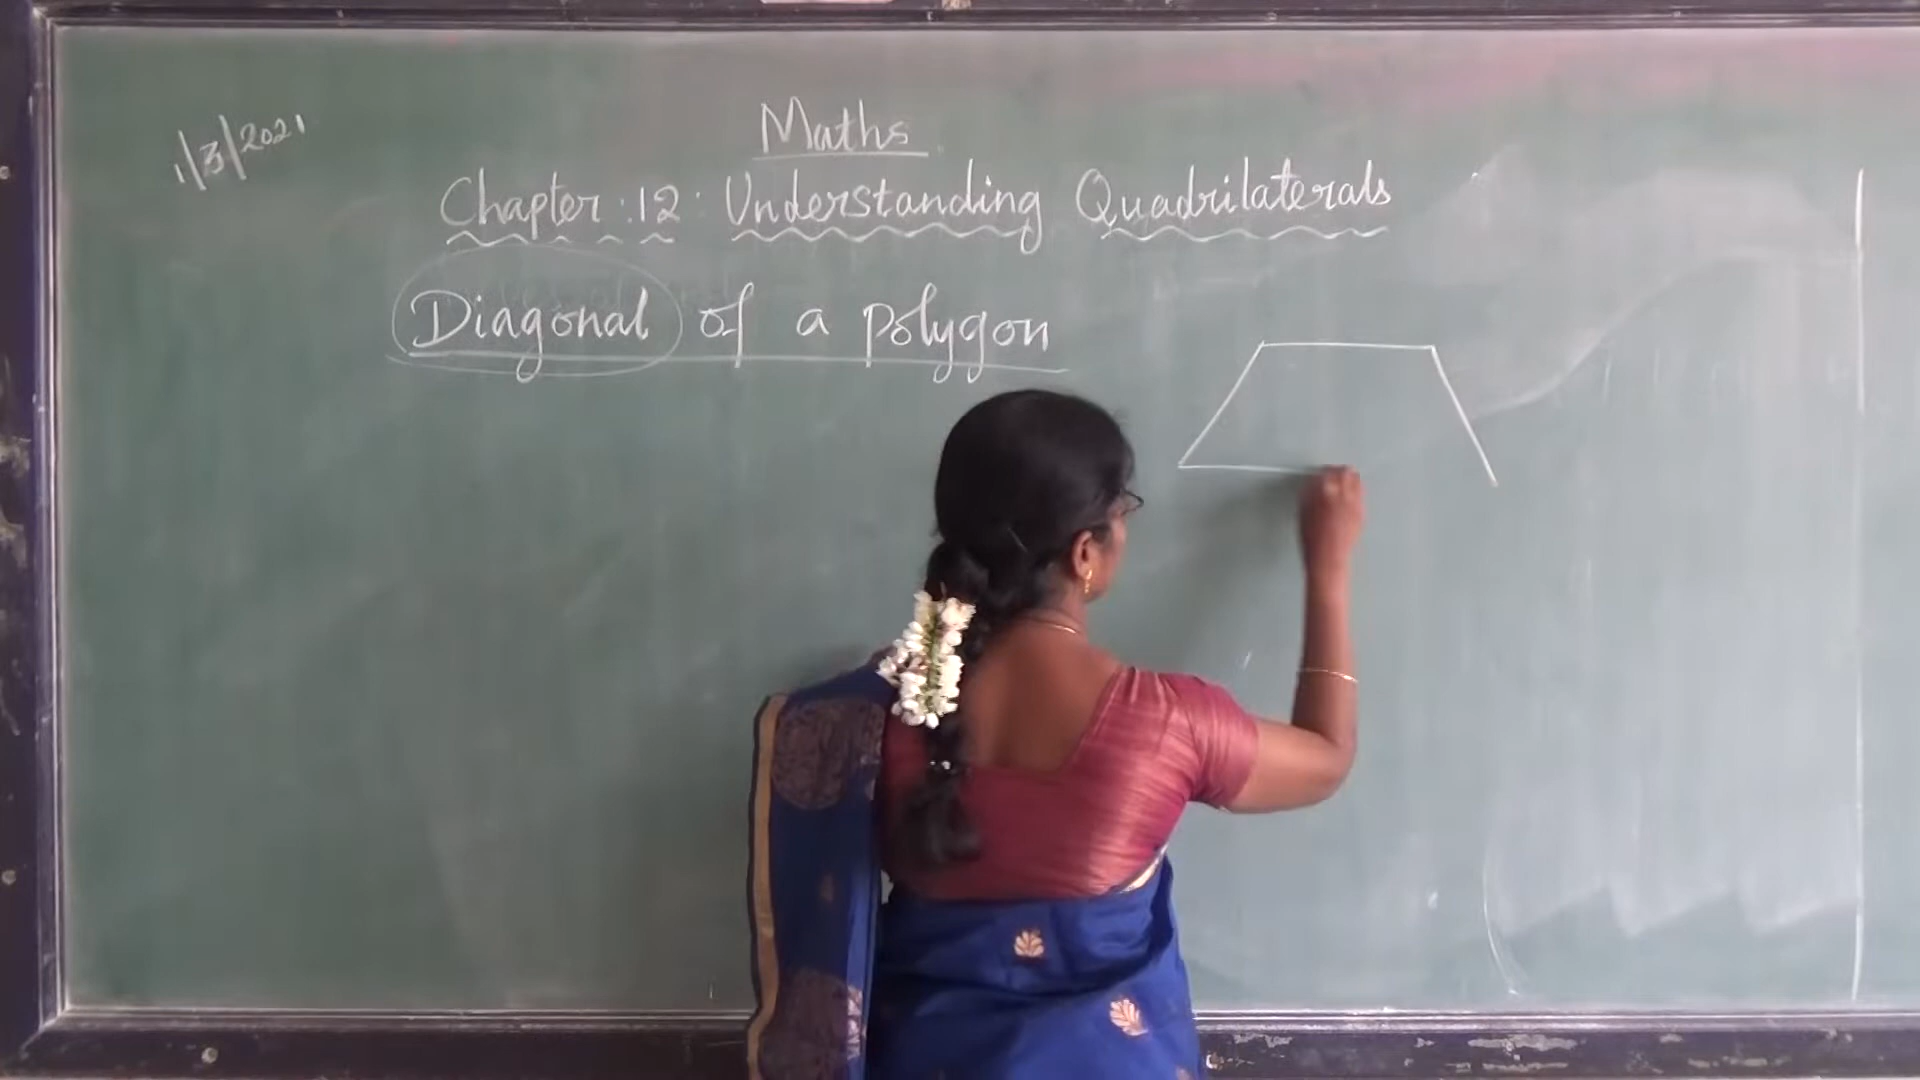 1/3/2021
Maths
Chapter : 12 : Understanding Quadrilaterals
Diagonal of a polygon